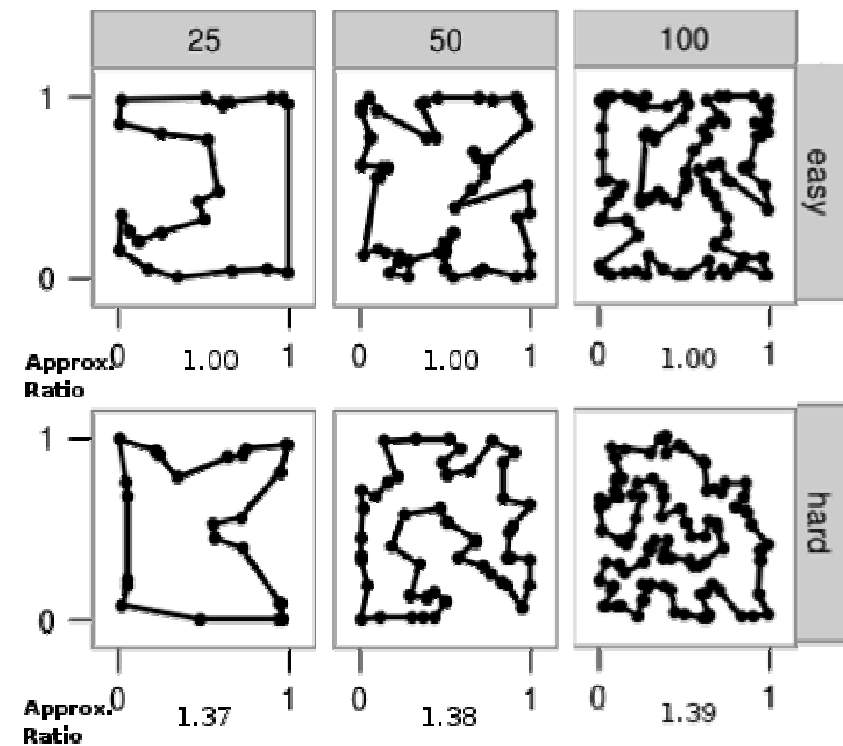 25 50 100
1
0
easy
0 1 0 1 0 1
Approx. 1.00 1.00 1.00
Ratio
1
0
hard
0 1 0 1 0 1
Approx. 1.37 1.38 1.39
Ratio